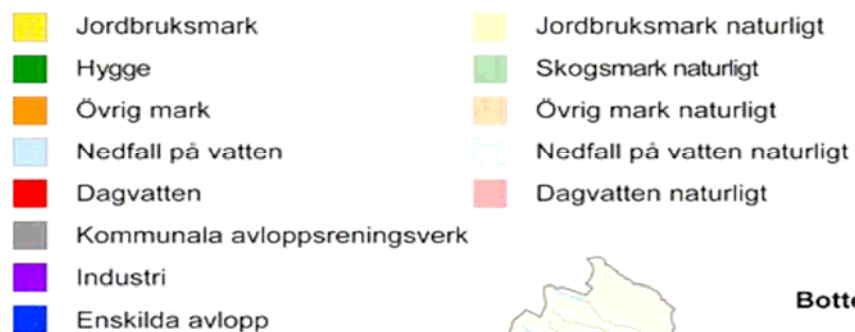 Jordbruksmark
Hygge
Övrig mark
Nedfall på vatten
Dagvatten
Kommunala avloppsreningsverk
Industri
Enskilda avlopp
Jordbruksmark naturligt
Skogsmark naturligt
Övrig mark naturligt
Nedfall på vatten naturligt
Dagvatten naturligt